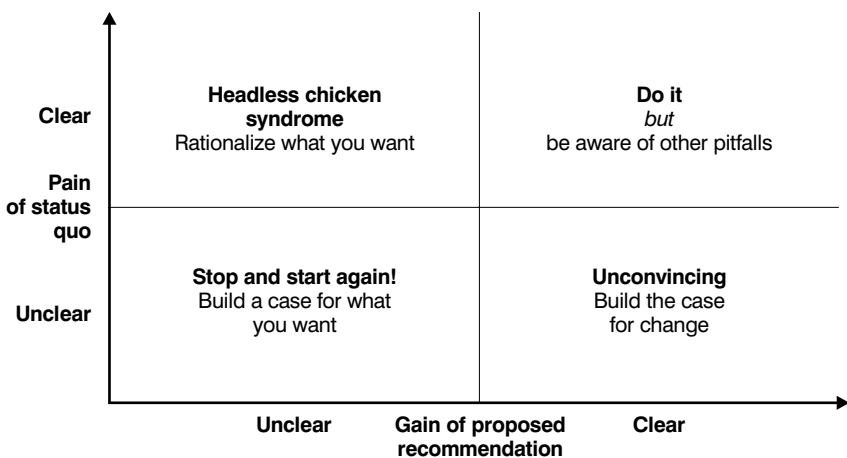 Clear
Headless chicken
syndrome
Rationalize what you want
Do it
but
be aware of other pitfalls
Pain
of status
quo
Unclear
Stop and start again!
Build a case for what
you want
Unconvincing
Build the case
for change
Unclear
Gain of proposed
recommendation
Clear